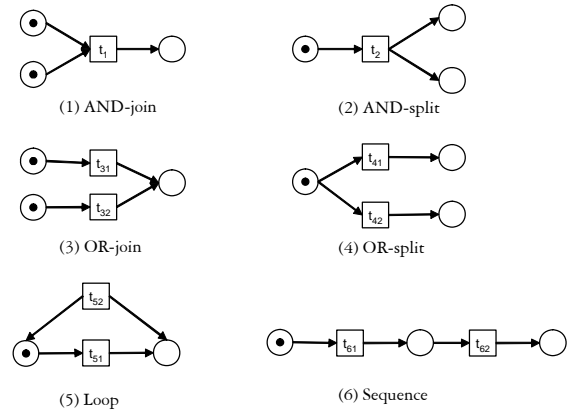 t1
t2
(1) AND-join
(2) AND-split
t31
t41
t32
t42
(3) OR-join
(4) OR-split
t52
t51
t61
t62
(5) Loop
(6) Sequence